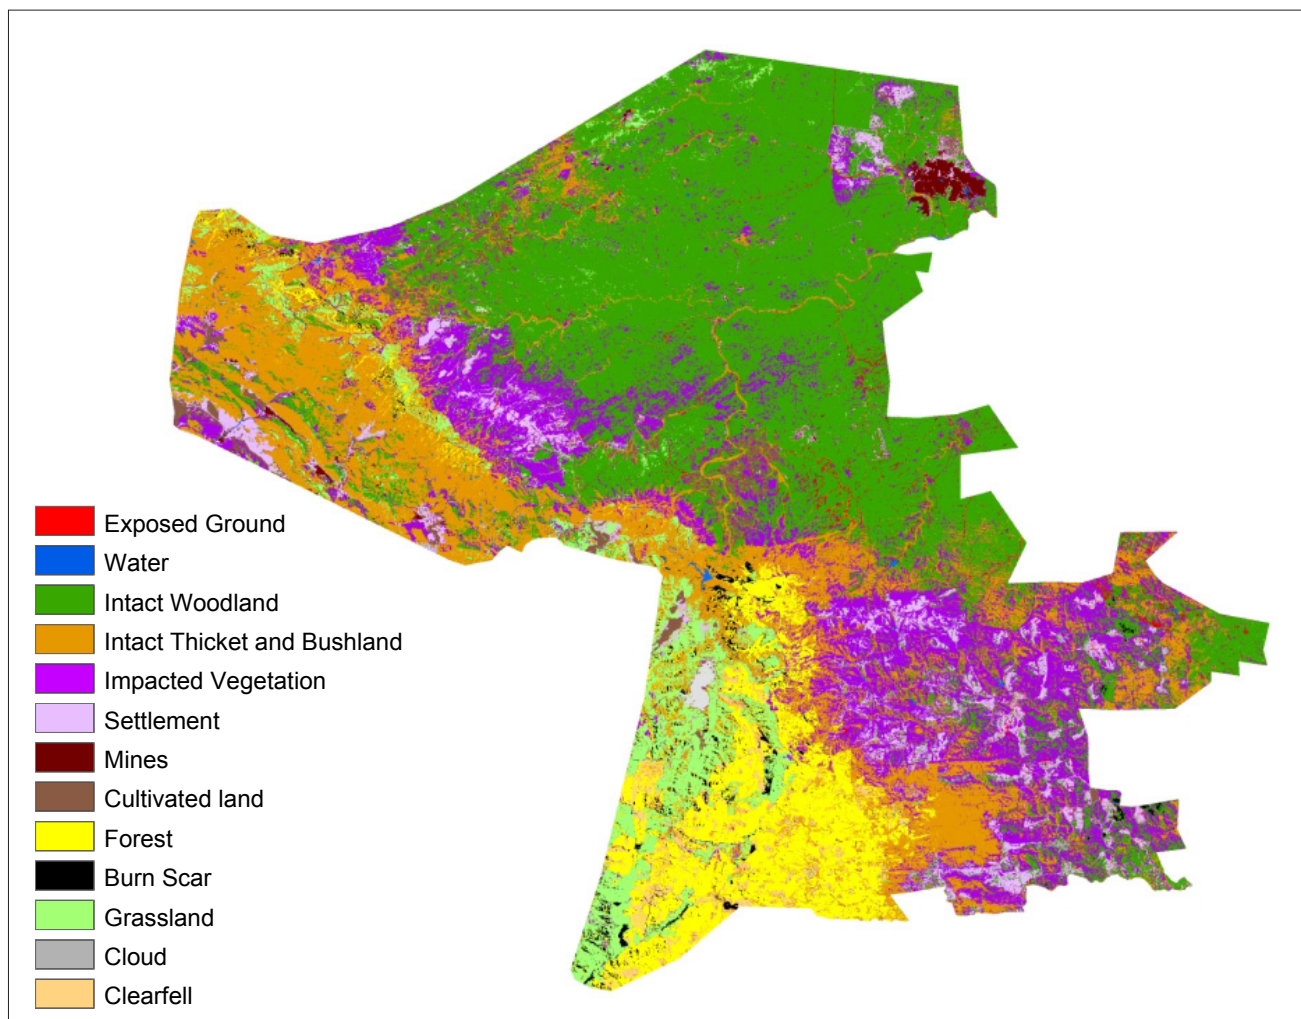 Exposed Ground
Water
Intact Woodland
Intact Thicket and Bushland
Impacted Vegetation
Settlement
Mines
Cultivated land
Forest
Burn Scar
Grassland
Cloud
Clearfell